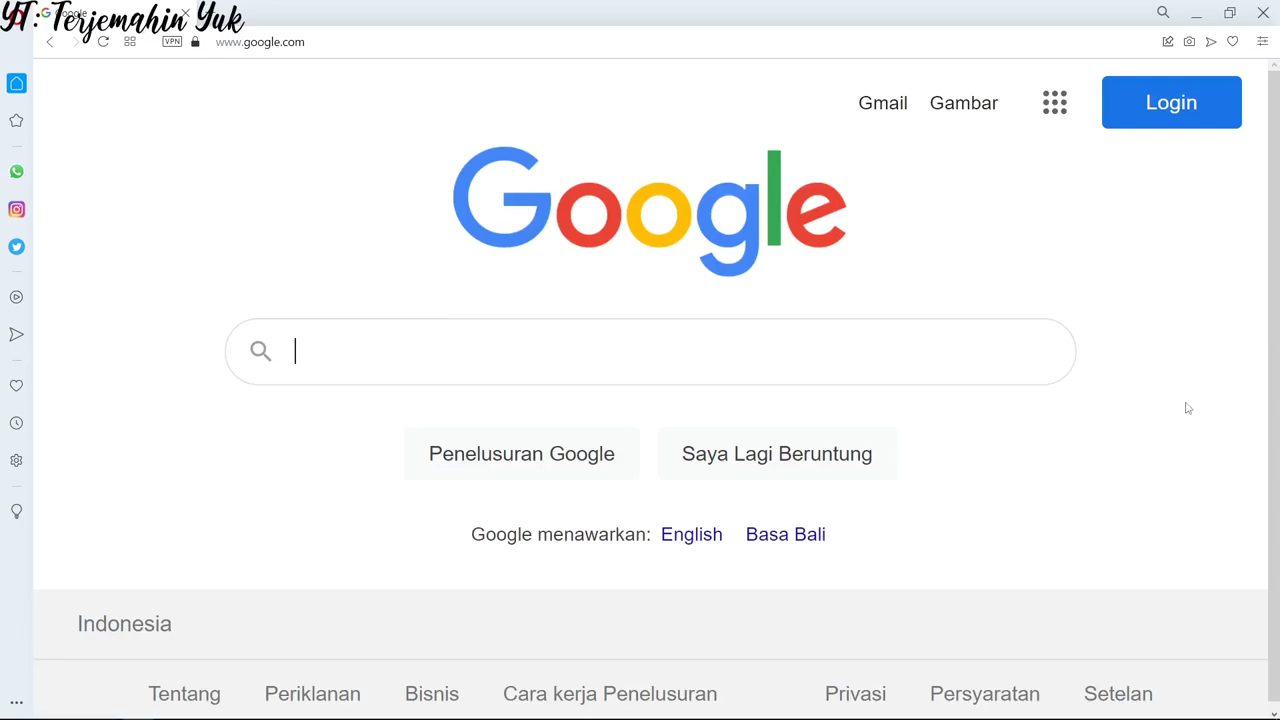 YT: Terjemahin Yuk
VPN
www.google.com
Gmail Gambar Login
Google
Penelusuran Google Saya Lagi Beruntung
Google menawarkan: English Basa Bali
Indonesia
Tentang Periklanan Bisnis Cara kerja Penelusuran Privasi Persyaratan Setelan